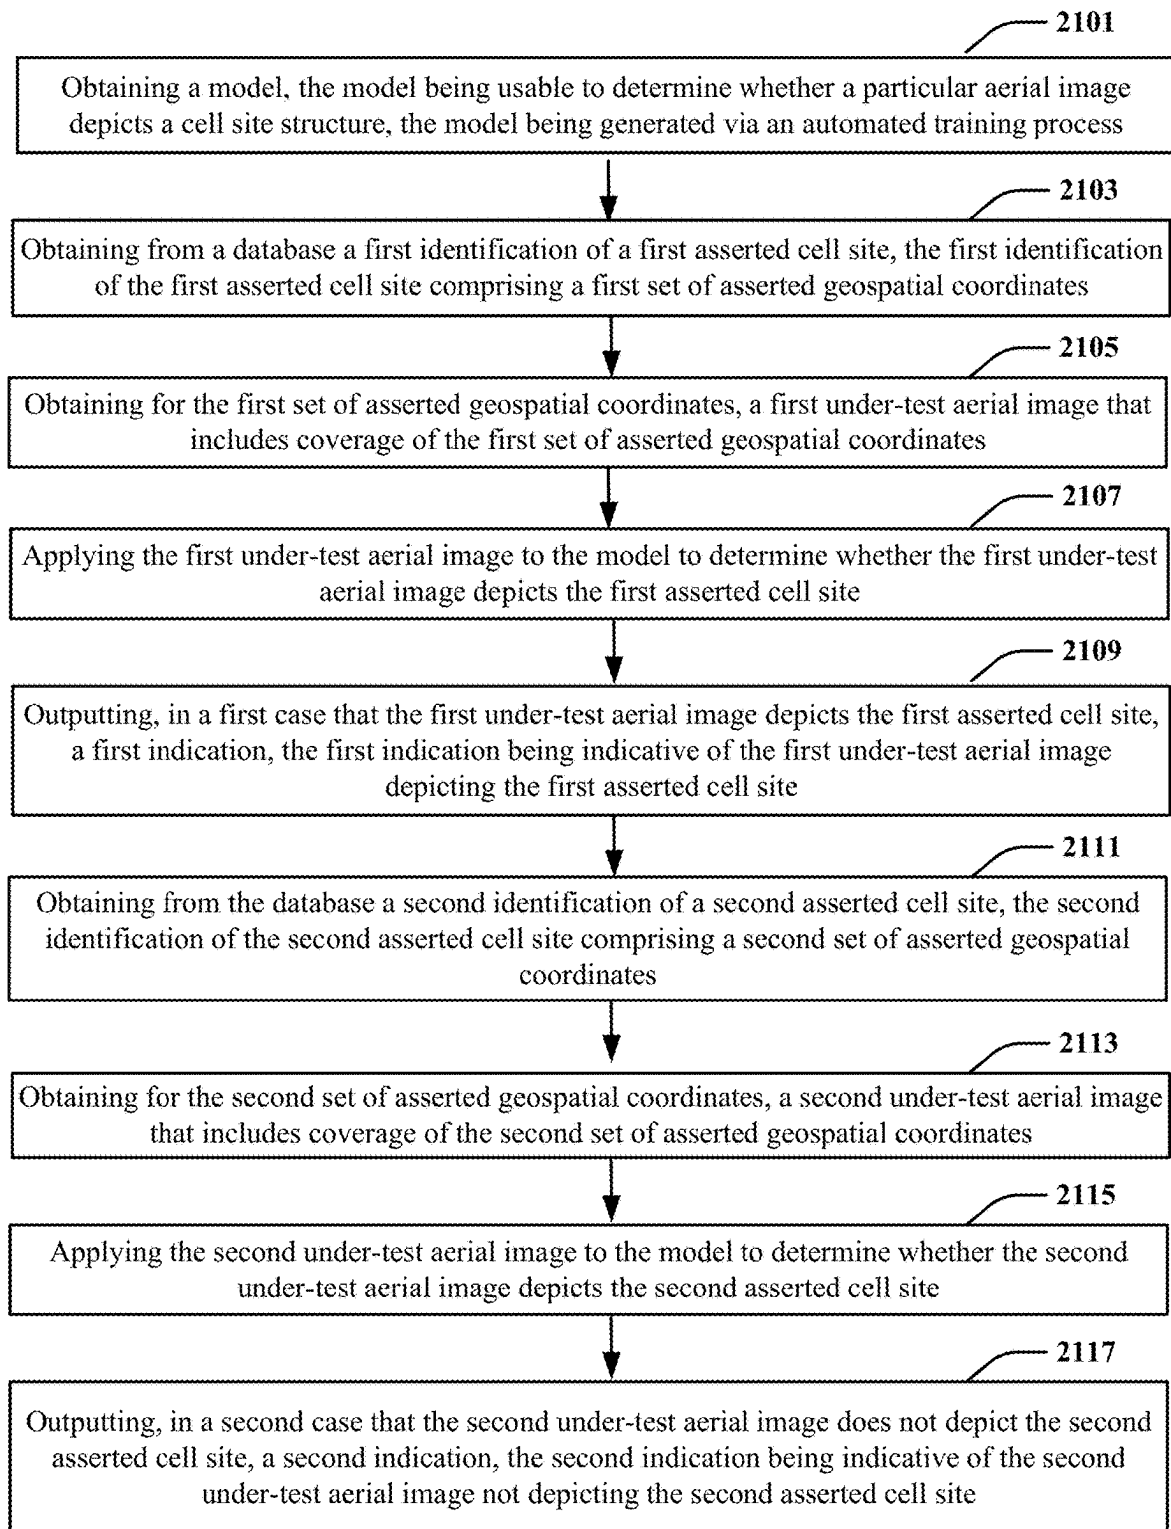 2101
Obtaining a model, the model being usable to determine whether a particular aerial image
depicts a cell site structure, the model being generated via an automated training process
2103
Obtaining from a database a first identification of a first asserted cell site, the first identification
of the first asserted cell site comprising a first set of asserted geospatial coordinates
2105
Obtaining for the first set of asserted geospatial coordinates, a first under-test aerial image that
includes coverage of the first set of asserted geospatial coordinates
2107
Applying the first under-test aerial image to the model to determine whether the first under-test
aerial image depicts the first asserted cell site
2109
Outputting, in a first case that the first under-test aerial image depicts the first asserted cell site,
a first indication, the first indication being indicative of the first under-test aerial image
depicting the first asserted cell site
2111
Obtaining from the database a second identification of a second asserted cell site, the second
identification of the second asserted cell site comprising a second set of asserted geospatial
coordinates
2113
Obtaining for the second set of asserted geospatial coordinates, a second under-test aerial image
that includes coverage of the second set of asserted geospatial coordinates
2115
Applying the second under-test aerial image to the model to determine whether the second
under-test aerial image depicts the second asserted cell site
2117
Outputting, in a second case that the second under-test aerial image does not depict the second
asserted cell site, a second indication, the second indication being indicative of the second
under-test aerial image not depicting the second asserted cell site